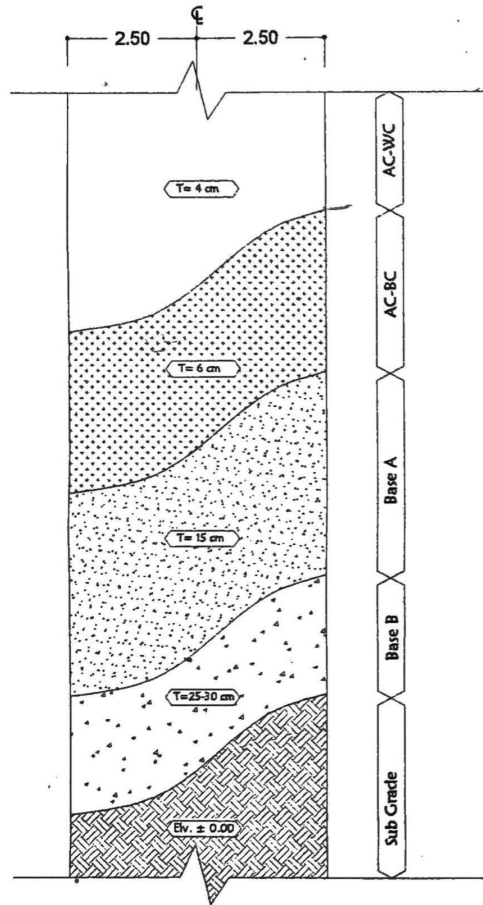 ℄
2.50 2.50
AC-WC
T= 4 cm
AC-BC
T= 6 cm
Base A
T= 15 cm
Base B
T=25-30 cm
Sub Grade
Elv. ± 0.00